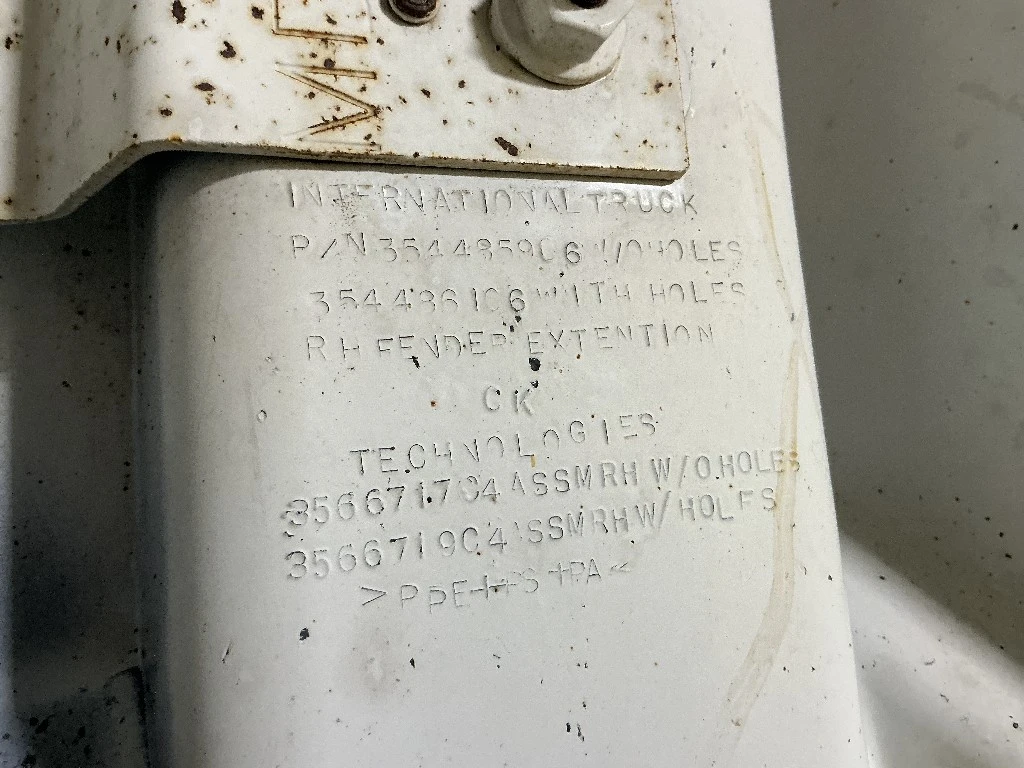 INTERNATIONAL TRUCK
P/N 3544859C6 W/O HOLES
3544861C6 WITH HOLES
RH FENDER EXTENTION
CK
TECHNOLOGIES
3566717C4 ASSM RH W/O.HOLES
3566719C4 ASSM RH W/HOLES
>PPE+PS+PA<